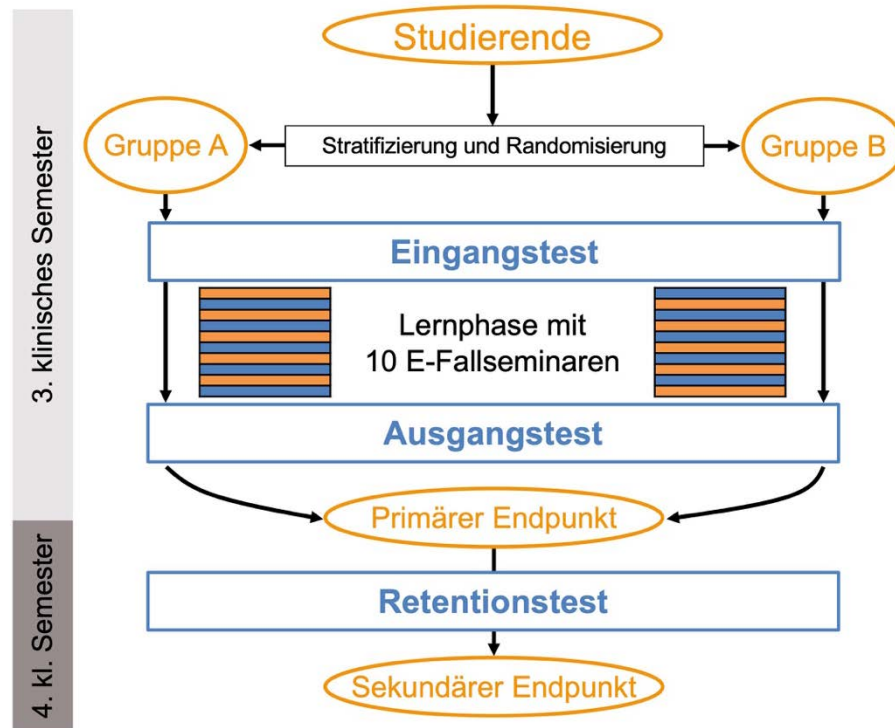 Studierende
Gruppe A
Stratifizierung und Randomisierung
Gruppe B
Eingangstest
Lernphase mit
10 E-Fallseminaren
Ausgangstest
Primärer Endpunkt
Retentionstest
Sekundärer Endpunkt
3. klinisches Semester
4. kl. Semester